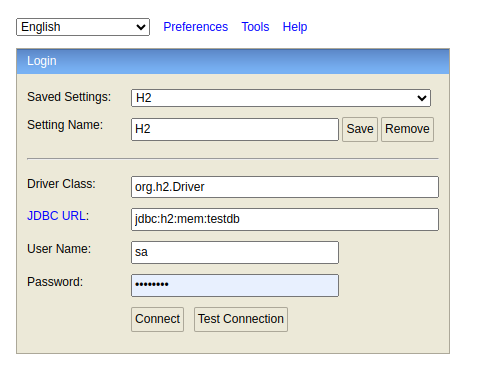 English Preferences Tools Help
Login
Saved Settings: H2
Setting Name: H2 Save Remove
Driver Class: org.h2.Driver
JDBC URL: jdbc:h2:mem:testdb
User Name: sa
Password: ••••••••
Connect Test Connection